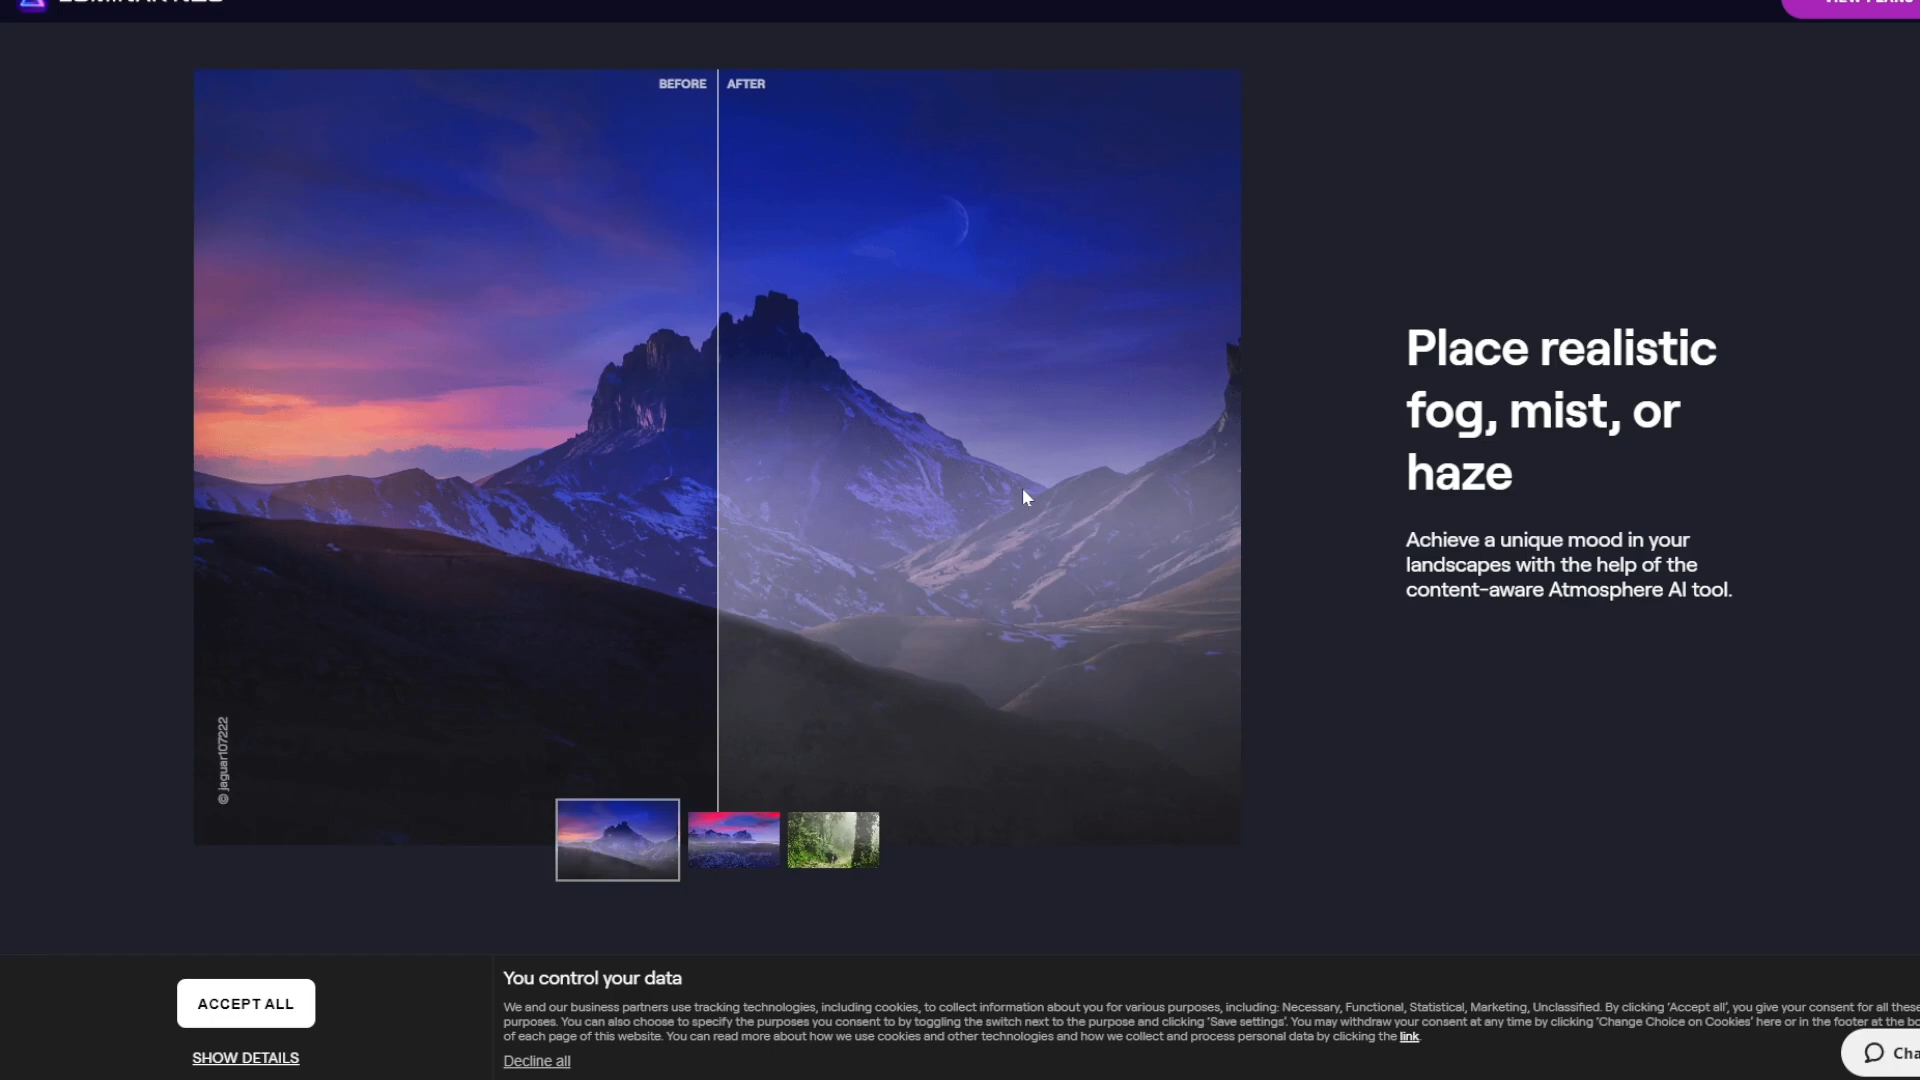 BEFORE AFTER
© jaguar107222
Place realistic
fog, mist, or
haze
Achieve a unique mood in your
landscapes with the help of the
content-aware Atmosphere AI tool.
ACCEPT ALL
SHOW DETAILS
You control your data
We and our business partners use tracking technologies, including cookies, to collect information about you for various purposes, including: Necessary, Functional, Statistical, Marketing, Unclassified. By clicking 'Accept all', you give your consent for all these
purposes. You can also choose to specify the purposes you consent to by toggling the switch next to the purpose and clicking 'Save settings'. You may withdraw your consent at any time by clicking 'Change Choice on Cookies' here or in the footer at the
of each page of this website. You can read more about how we use cookies and other technologies and how we collect and process personal data by clicking the link.
Decline all